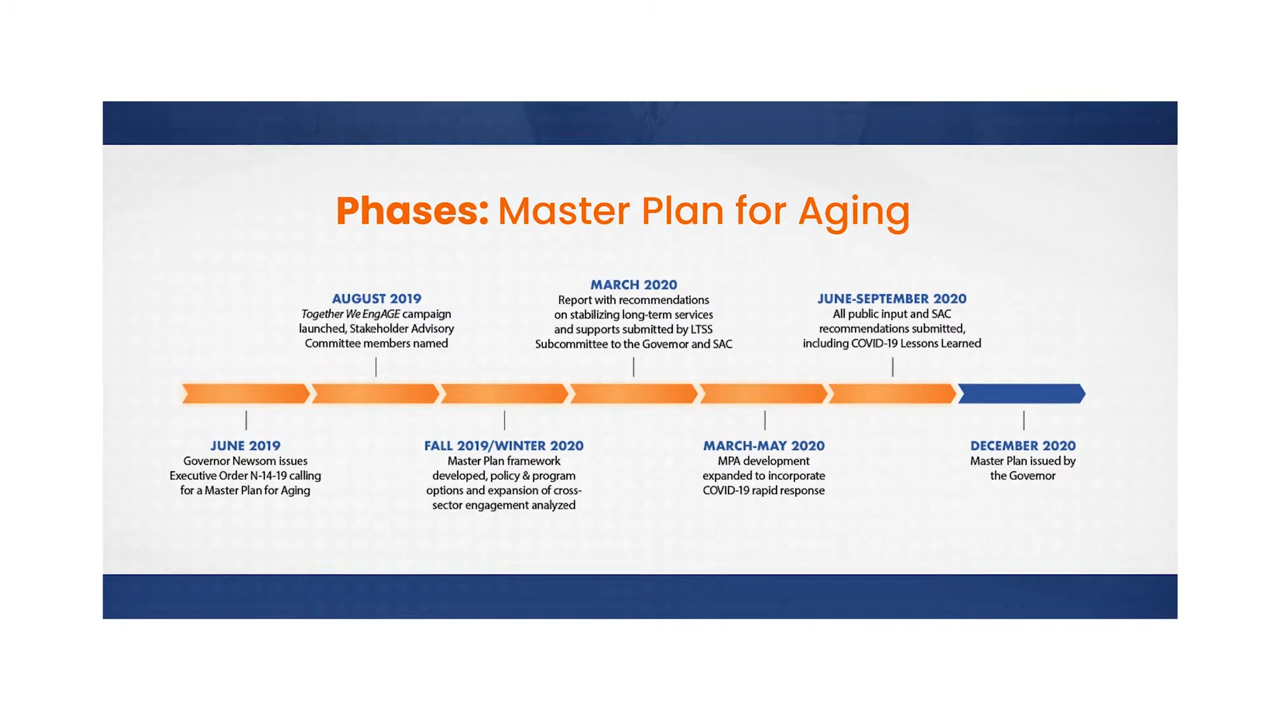 Phases: Master Plan for Aging
JUNE 2019
Governor Newsom issues
Executive Order N-14-19 calling
for a Master Plan for Aging
AUGUST 2019
Together We EngAGE campaign
launched, Stakeholder Advisory
Committee members named
FALL 2019/WINTER 2020
Master Plan framework
developed, policy & program
options and expansion of cross-
sector engagement analyzed
MARCH 2020
Report with recommendations
on stabilizing long-term services
and supports submitted by LTSS
Subcommittee to the Governor and SAC
MARCH-MAY 2020
MPA development
expanded to incorporate
COVID-19 rapid response
JUNE-SEPTEMBER 2020
All public input and SAC
recommendations submitted,
including COVID-19 Lessons Learned
DECEMBER 2020
Master Plan issued by
the Governor